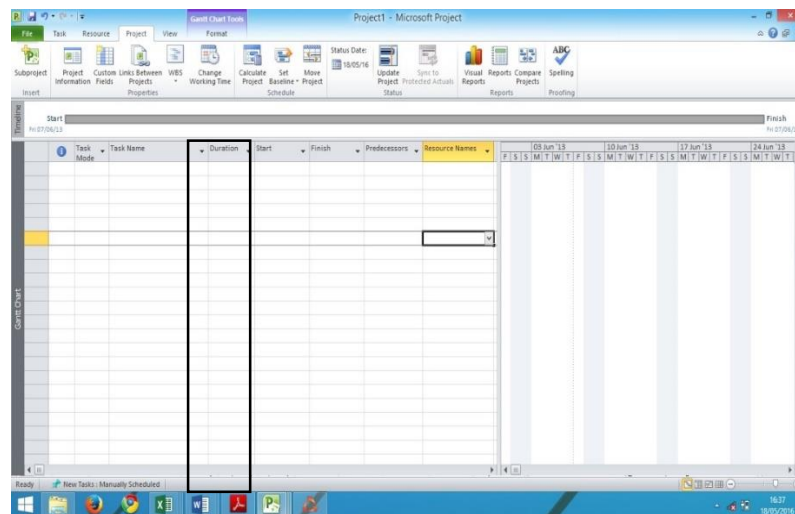 Gantt Chart Tools
Project1 - Microsoft Project
File Task Resource Project View Format
Subproject
Project Information
Custom Fields
Links Between Projects
WBS
Change Working Time
Calculate Project
Set Baseline
Move Project
Status Date:
18/05/16
Update Project
Sync to Protected Actuals
Visual Reports
Reports
Compare Projects
ABC
Spelling
Insert Properties Schedule Status Reports Proofing
Timeline
Start
Fri 07/06/13
Finish
Fri 07/06/
Task Mode
Task Name
Duration
Start
Finish
Predecessors
Resource Names
03 Jun '13 10 Jun '13 17 Jun '13 24 Jun '13
F S S M T W T F S S M T W T F S S M T W T F S S M T W T
Gantt Chart
Ready New Tasks : Manually Scheduled
16:37
18/05/2016